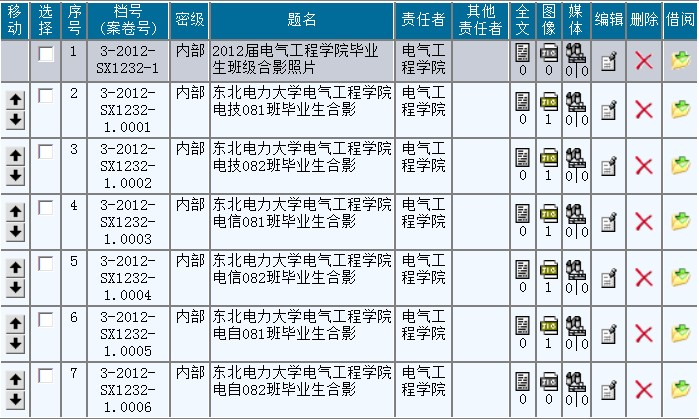 移动 选择 序号 档号(案卷号) 密级 题名 责任者 其他责任者 全文 图像 媒体 编辑 删除 借阅
1 3-2012-SX1232-1 内部 2012届电气工程学院毕业生班级合影照片 电气工程学院 0 0 0|0
2 3-2012-SX1232-1.0001 内部 东北电力大学电气工程学院电技081班毕业生合影 电气工程学院 0 1 0|0
3 3-2012-SX1232-1.0002 内部 东北电力大学电气工程学院电技082班毕业生合影 电气工程学院 0 1 0|0
4 3-2012-SX1232-1.0003 内部 东北电力大学电气工程学院电信081班毕业生合影 电气工程学院 0 1 0|0
5 3-2012-SX1232-1.0004 内部 东北电力大学电气工程学院电信082班毕业生合影 电气工程学院 0 1 0|0
6 3-2012-SX1232-1.0005 内部 东北电力大学电气工程学院电自081班毕业生合影 电气工程学院 0 1 0|0
7 3-2012-SX1232-1.0006 内部 东北电力大学电气工程学院电自082班毕业生合影 电气工程学院 0 0 0|0